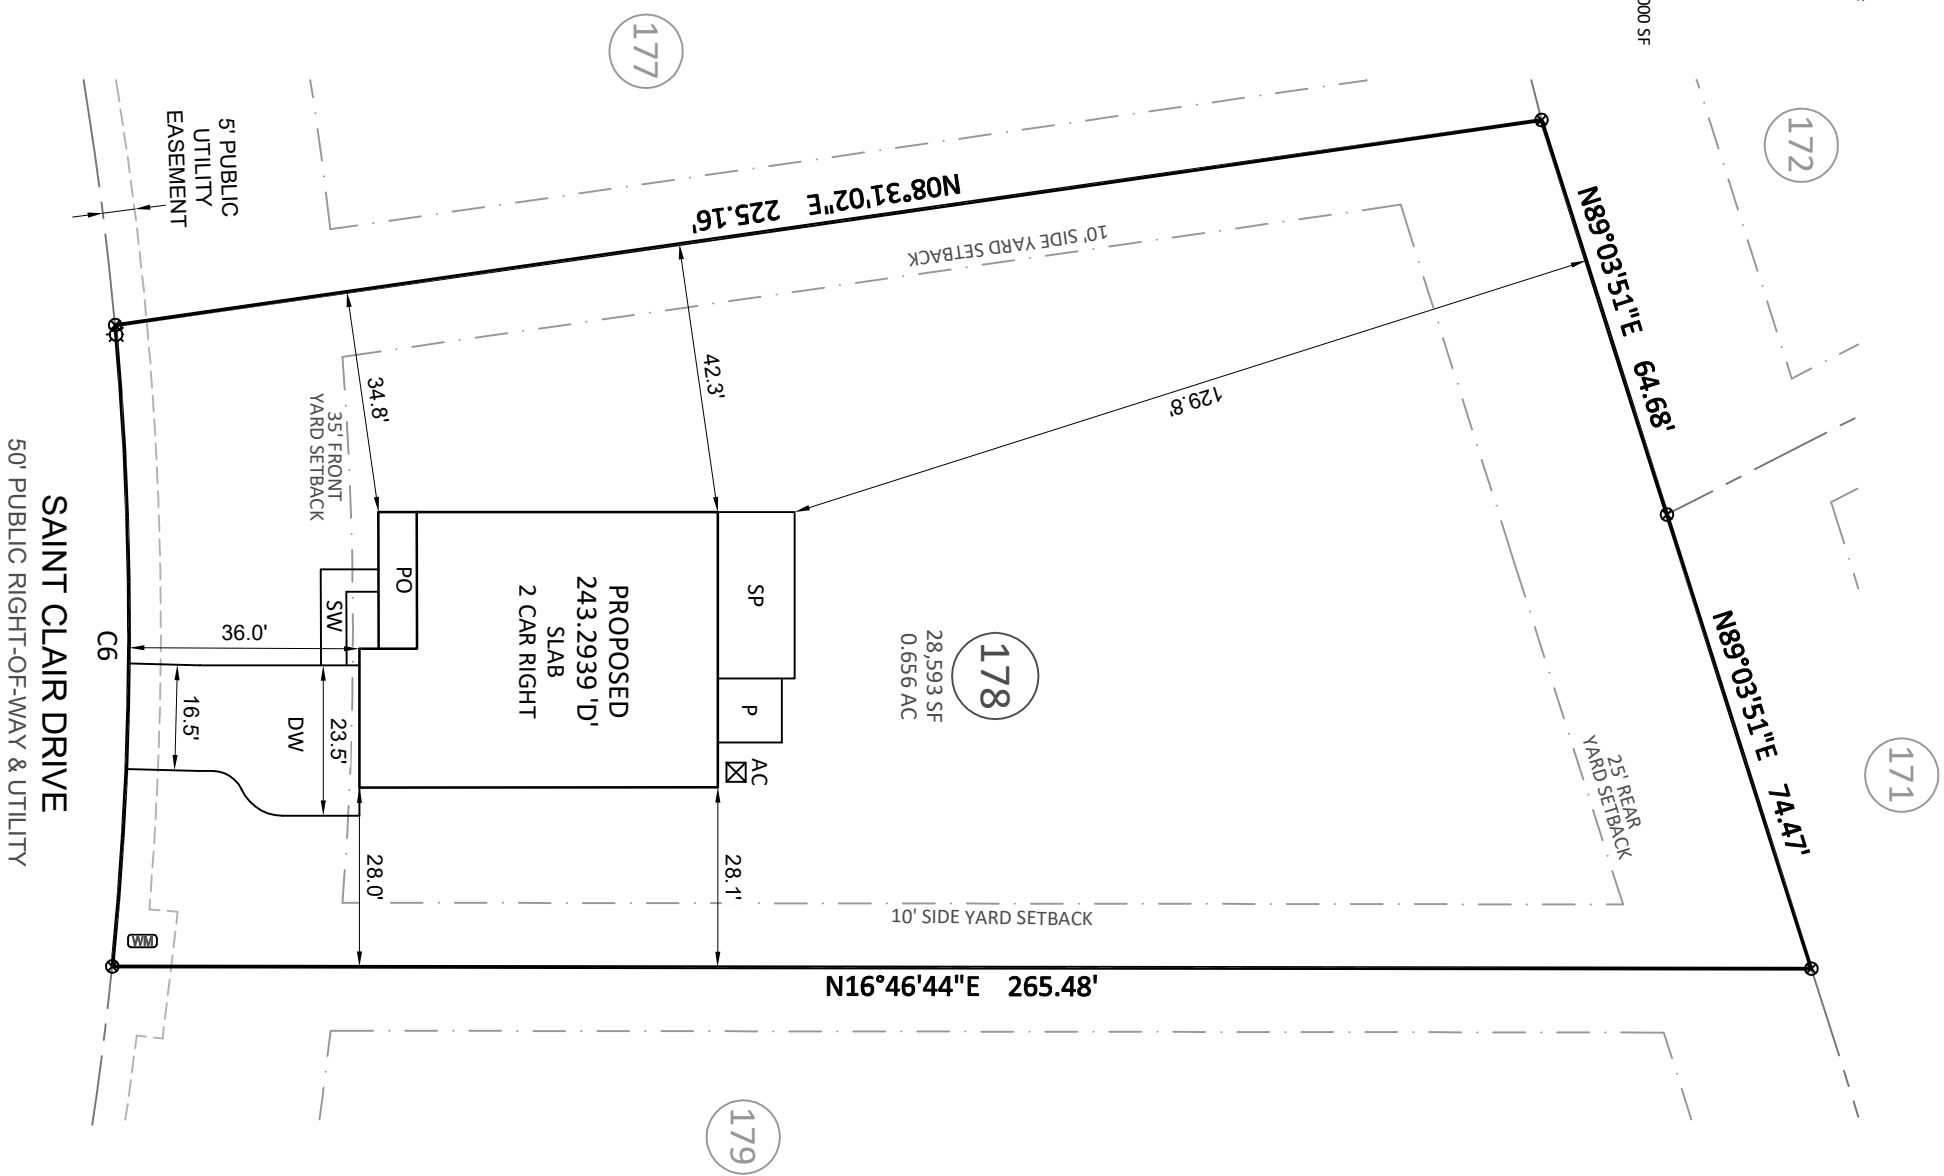 000 SF
177
172
171
179
5' PUBLIC
UTILITY
EASEMENT
N08°31'02"E 225.16'
10' SIDE YARD SETBACK
N89°03'51"E 64.68'
N89°03'51"E 74.47'
25' REAR
YARD SETBACK
129.8'
42.3'
34.8'
35' FRONT
YARD SETBACK
PROPOSED
243.2939 'D'
SLAB
2 CAR RIGHT
PO
SW
SP
P
AC
178
28,593 SF
0.656 AC
36.0'
16.5'
23.5'
DW
28.0'
28.1'
10' SIDE YARD SETBACK
N16°46'44"E 265.48'
WM
C6
SAINT CLAIR DRIVE
50' PUBLIC RIGHT-OF-WAY & UTILITY